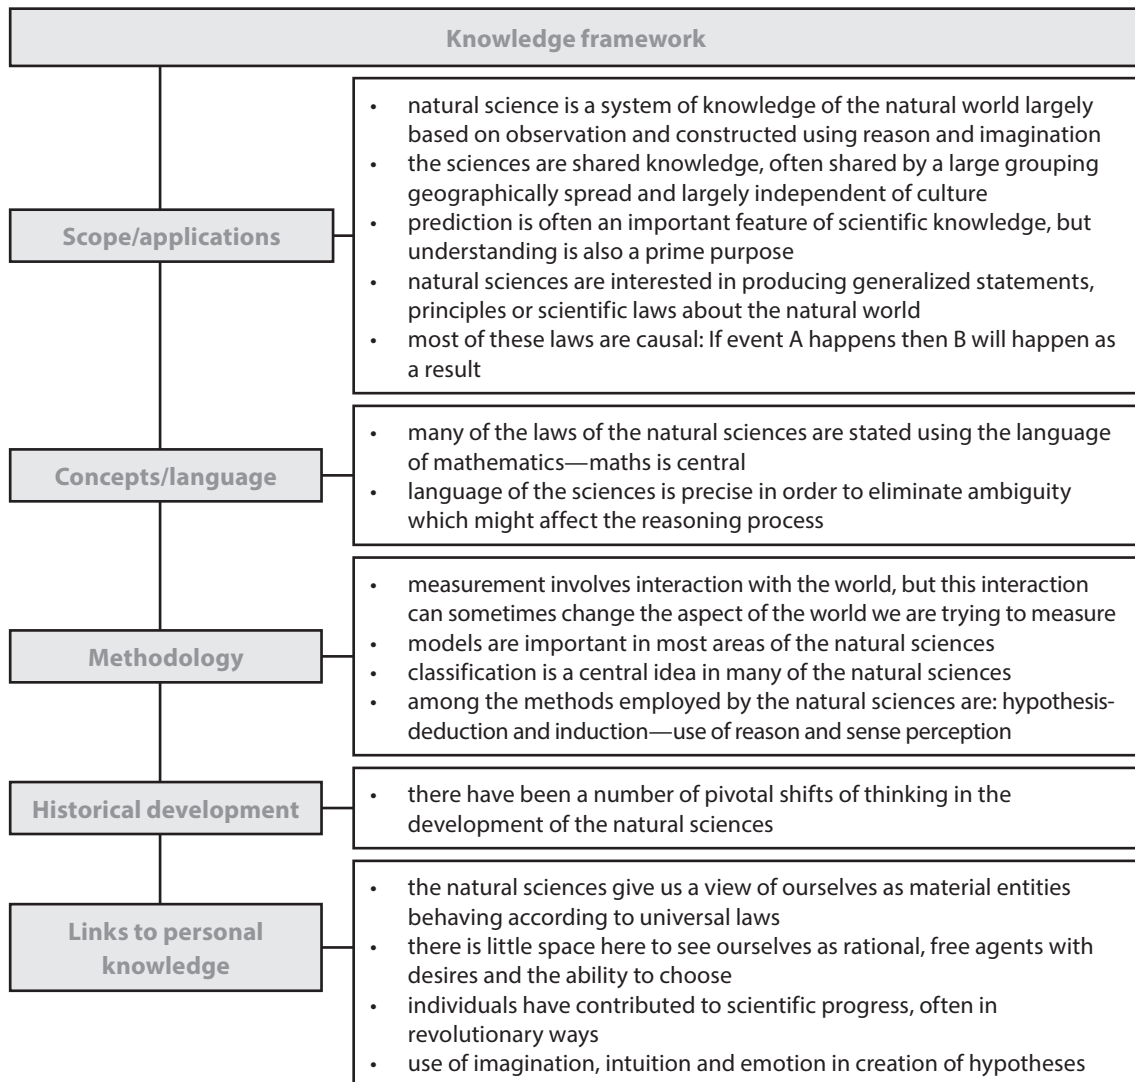 Knowledge framework
Scope/applications
• natural science is a system of knowledge of the natural world largely
based on observation and constructed using reason and imagination
• the sciences are shared knowledge, often shared by a large grouping
geographically spread and largely independent of culture
• prediction is often an important feature of scientific knowledge, but
understanding is also a prime purpose
• natural sciences are interested in producing generalized statements,
principles or scientific laws about the natural world
• most of these laws are causal: If event A happens then B will happen as
a result
Concepts/language
• many of the laws of the natural sciences are stated using the language
of mathematics—maths is central
• language of the sciences is precise in order to eliminate ambiguity
which might affect the reasoning process
Methodology
• measurement involves interaction with the world, but this interaction
can sometimes change the aspect of the world we are trying to measure
• models are important in most areas of the natural sciences
• classification is a central idea in many of the natural sciences
• among the methods employed by the natural sciences are: hypothesis-
deduction and induction—use of reason and sense perception
Historical development
• there have been a number of pivotal shifts of thinking in the
development of the natural sciences
Links to personal
knowledge
• the natural sciences give us a view of ourselves as material entities
behaving according to universal laws
• there is little space here to see ourselves as rational, free agents with
desires and the ability to choose
• individuals have contributed to scientific progress, often in
revolutionary ways
• use of imagination, intuition and emotion in creation of hypotheses